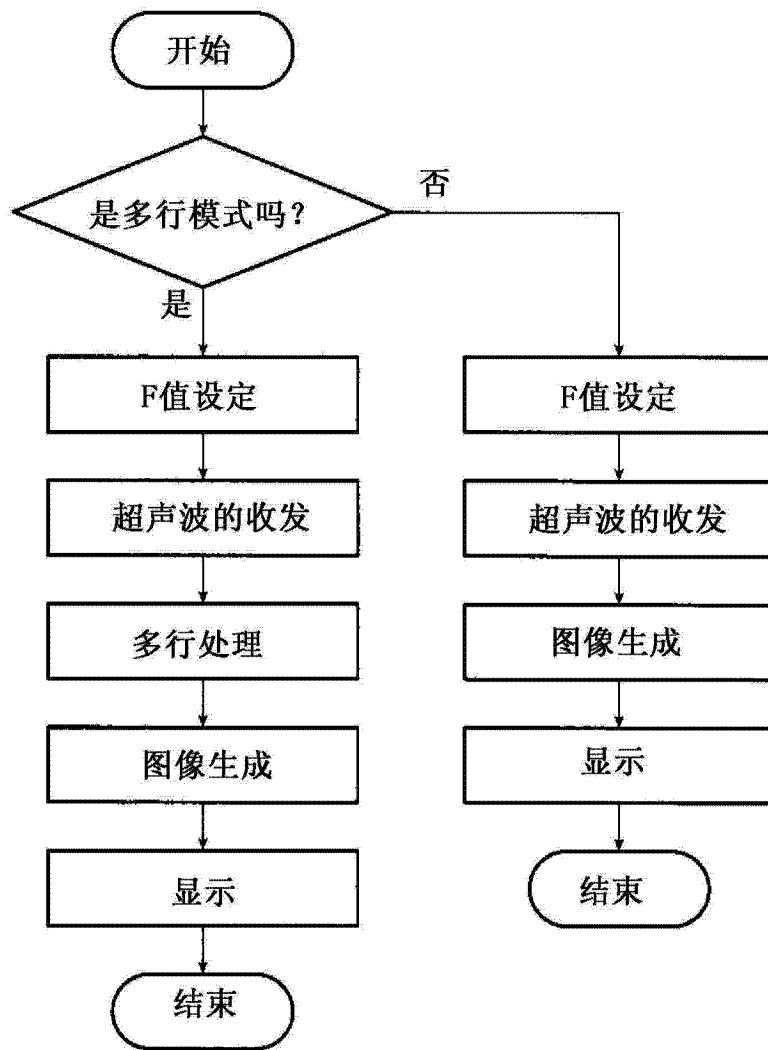 开始
是多行模式吗？
否
是
F值设定
超声波的收发
多行处理
图像生成
显示
结束
F值设定
超声波的收发
图像生成
显示
结束